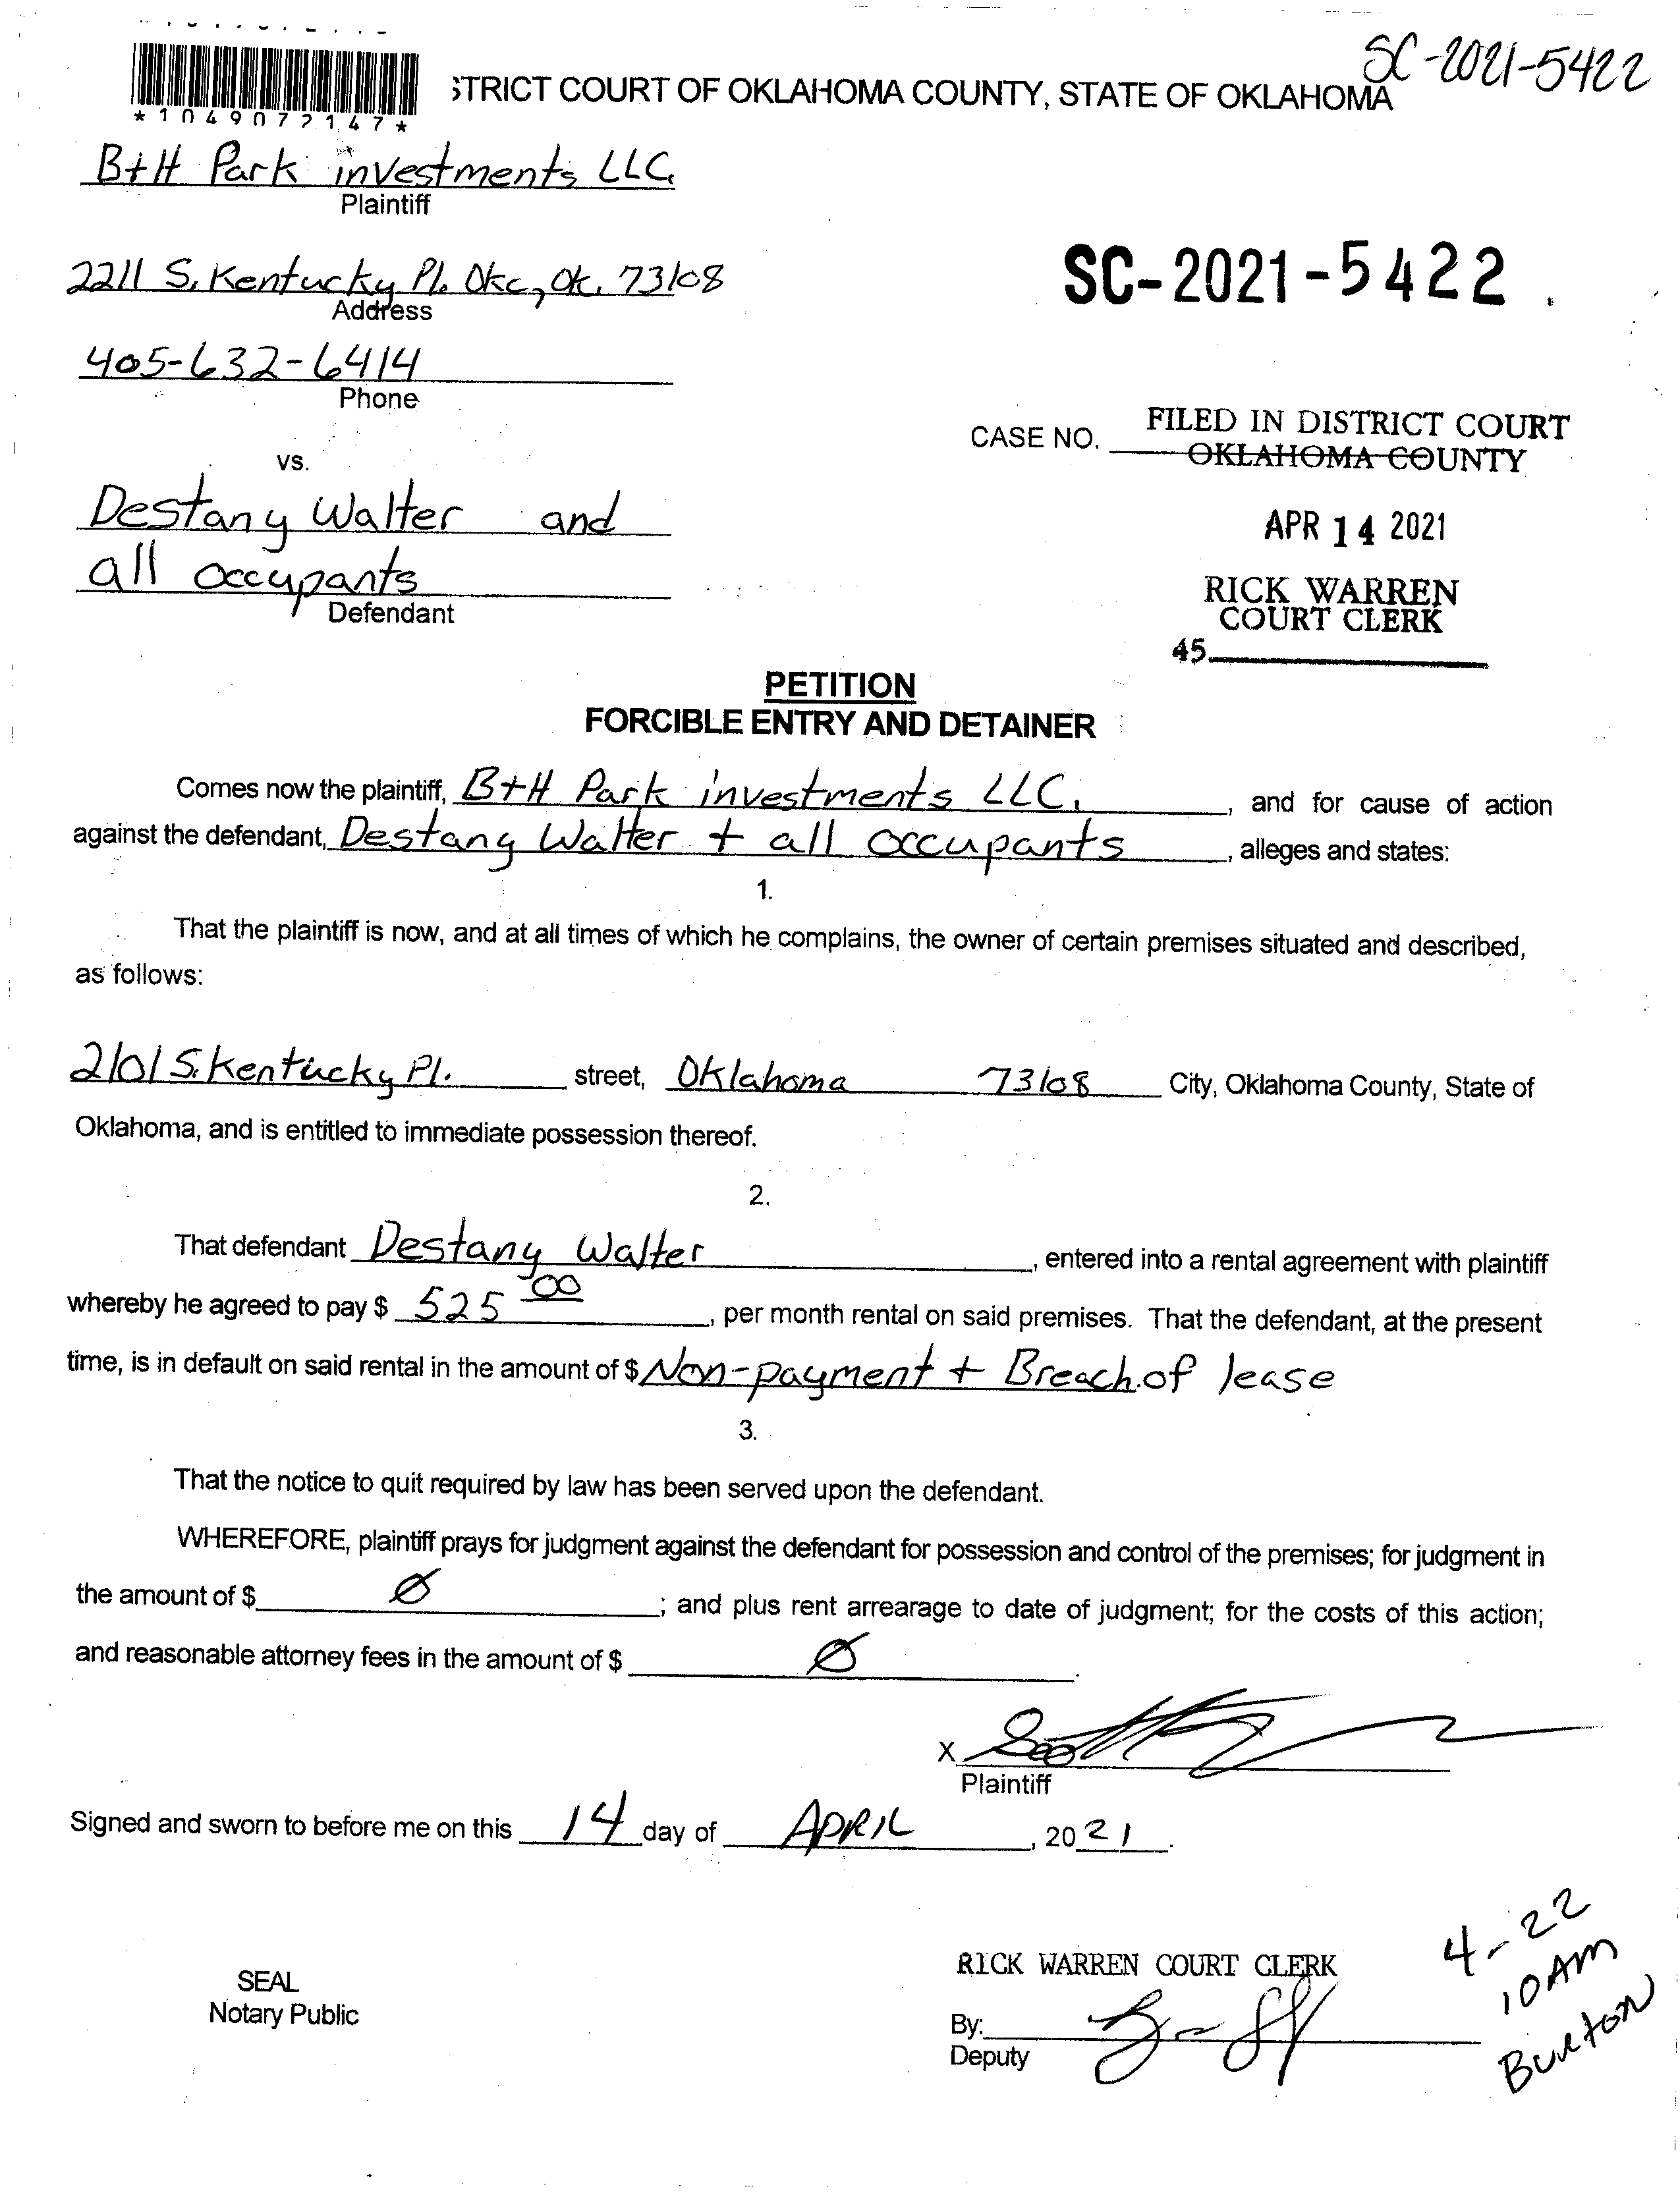 SC-2021-5422
STRICT COURT OF OKLAHOMA COUNTY, STATE OF OKLAHOMA
*1049072147*
B+H Park investments LLC.
Plaintiff
2211 S. Kentucky Pl. Okc, Ok. 73108
Address
SC-2021-5422
405-632-6414
Phone
CASE NO.
FILED IN DISTRICT COURT
OKLAHOMA COUNTY
vs.
Destany Walter and
all occupants
Defendant
APR 14 2021
RICK WARREN
COURT CLERK
45
PETITION
FORCIBLE ENTRY AND DETAINER
Comes now the plaintiff, B+H Park investments LLC. , and for cause of action
against the defendant, Destany Walter + all occupants , alleges and states:
1.
That the plaintiff is now, and at all times of which he complains, the owner of certain premises situated and described,
as follows:
2101 S. Kentucky Pl. street, Oklahoma 73108 City, Oklahoma County, State of
Oklahoma, and is entitled to immediate possession thereof.
2.
That defendant Destany Walter , entered into a rental agreement with plaintiff
whereby he agreed to pay $ 525 00 , per month rental on said premises. That the defendant, at the present
time, is in default on said rental in the amount of $ Non-payment + Breach of lease
3.
That the notice to quit required by law has been served upon the defendant.
WHEREFORE, plaintiff prays for judgment against the defendant for possession and control of the premises; for judgment in
the amount of $ Ø ; and plus rent arrearage to date of judgment; for the costs of this action;
and reasonable attorney fees in the amount of $ Ø .
X
Plaintiff
Signed and sworn to before me on this 14 day of APRIL , 2021 .
SEAL
Notary Public
RICK WARREN COURT CLERK
By:
Deputy
4-22
10AM
Burton